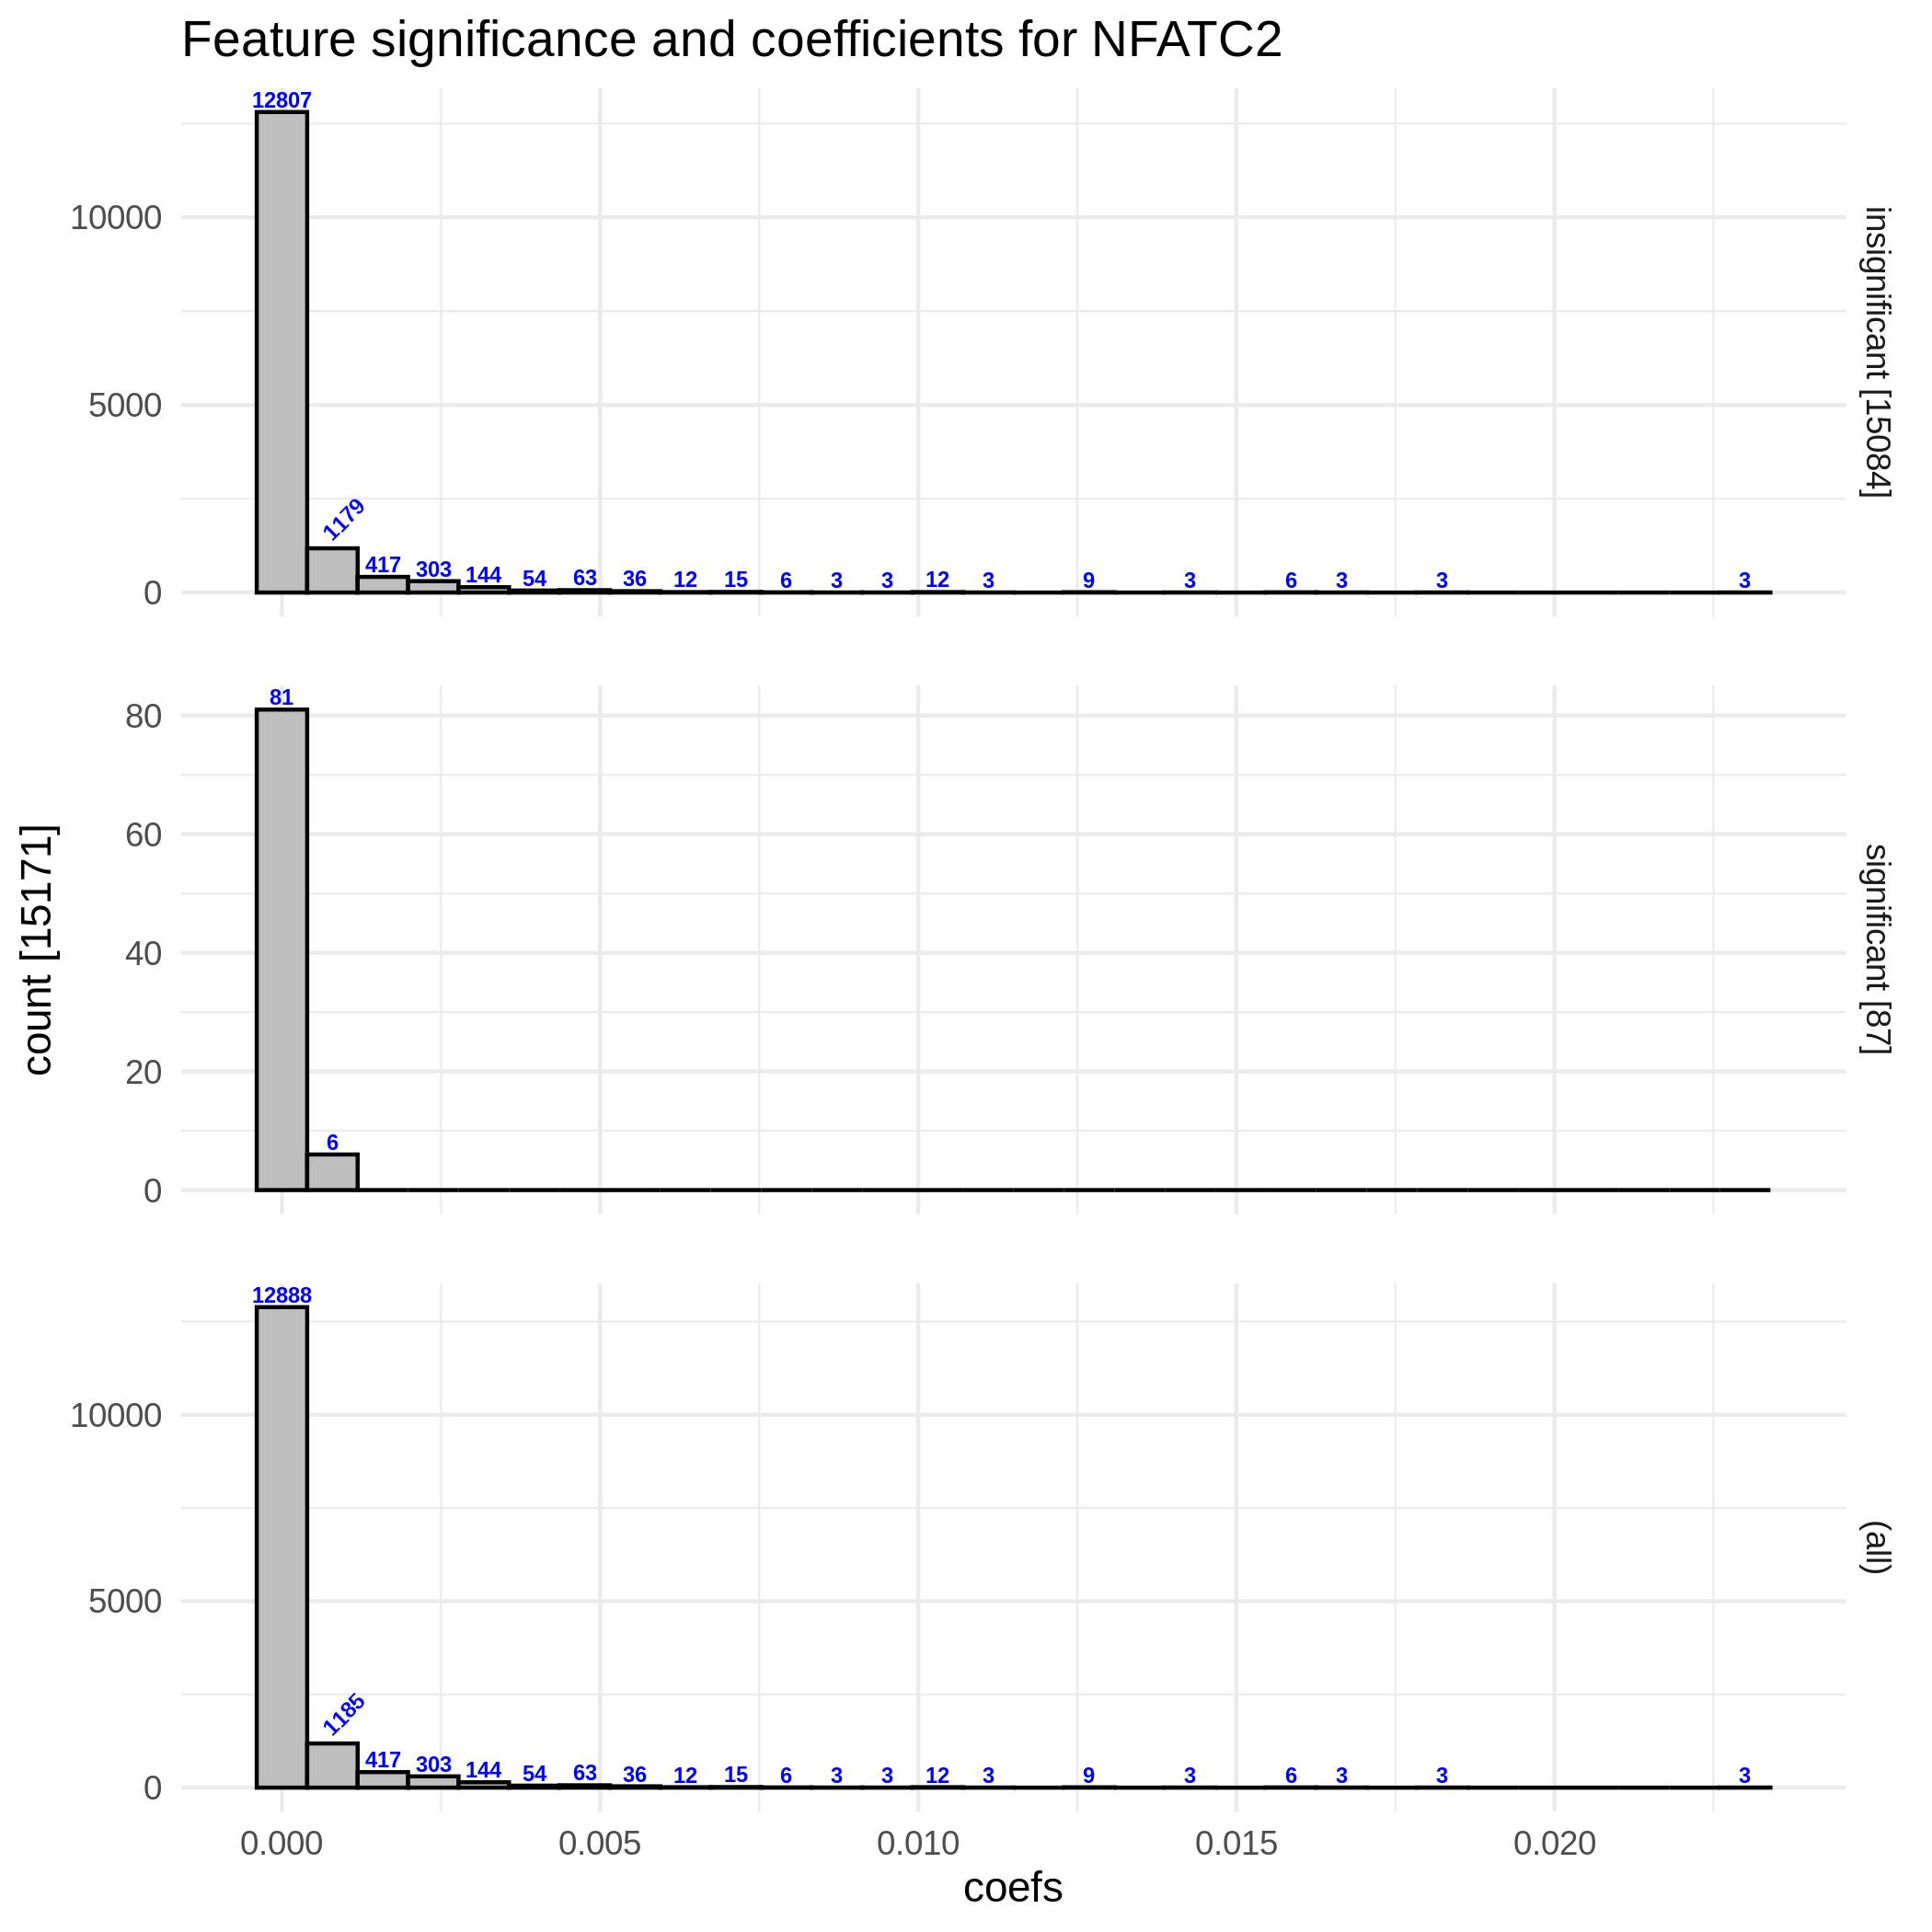 Feature significance and coefficients for NFATC2
12807
10000
5000
0
1179
417 303 144 54 63 36 12 15 6 3 3 12 3 9 3 6 3 3 3
insignificant [15084]
count [15171]
81
80
60
40
20
0
6
significant [87]
12888
10000
5000
0
1185
417 303 144 54 63 36 12 15 6 3 3 12 3 9 3 6 3 3 3
(all)
0.000 0.005 0.010 0.015 0.020
coefs